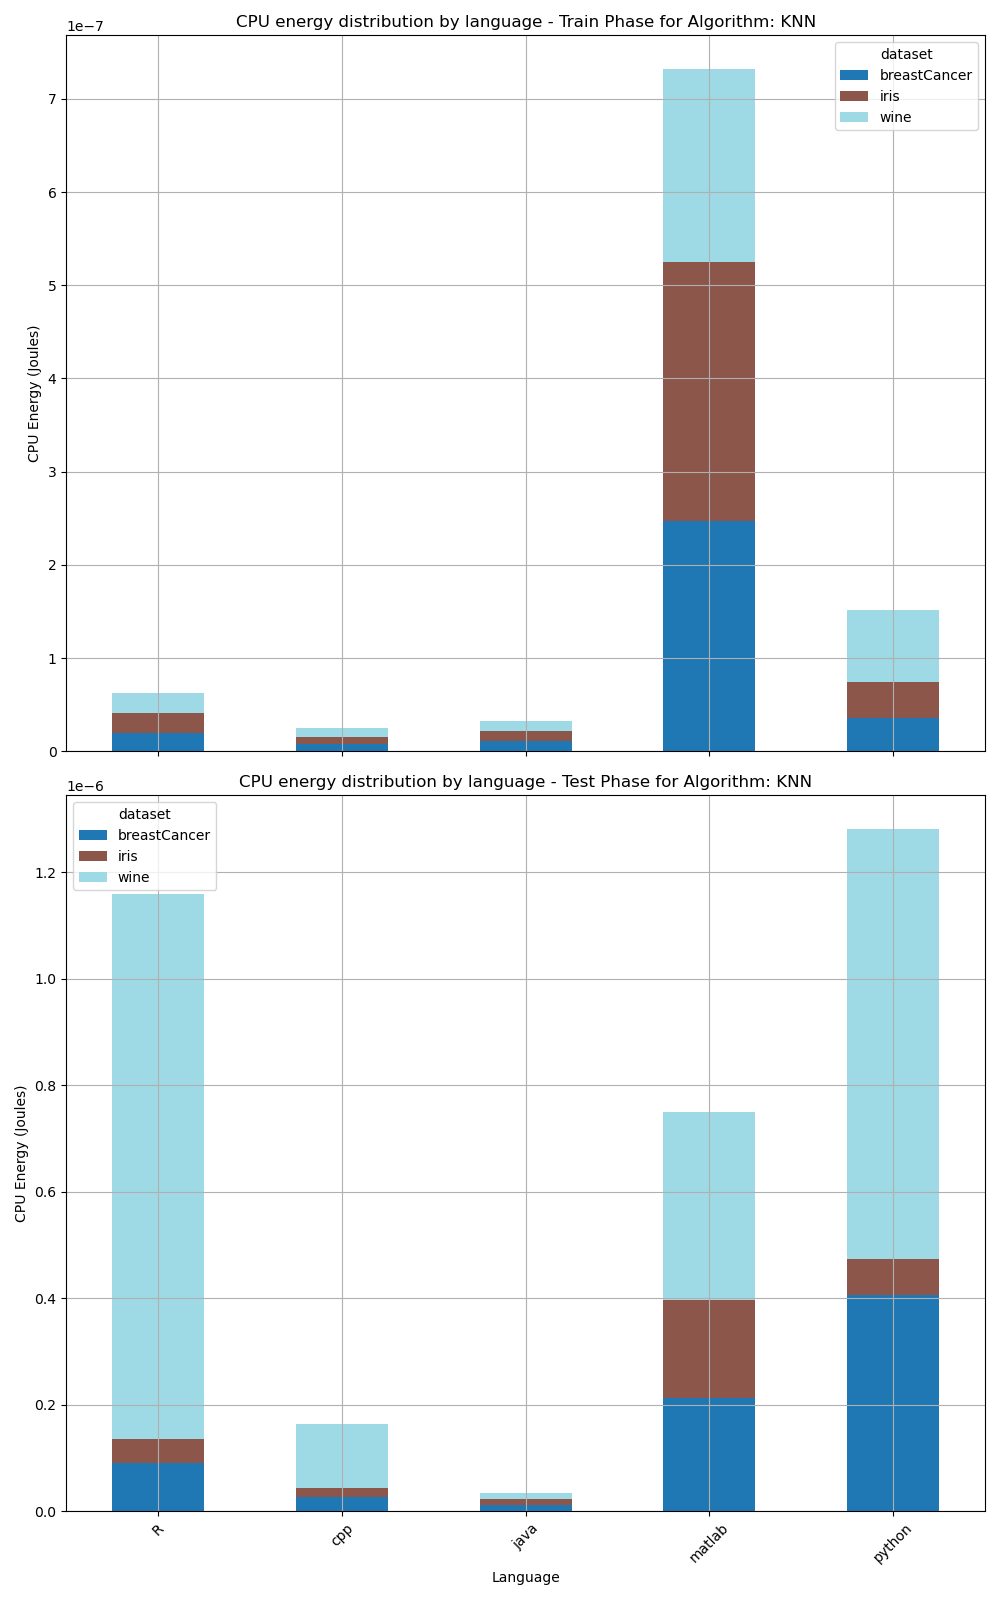 CPU energy distribution by language - Train Phase for Algorithm: KNN
1e−7
dataset
breastCancer
iris
wine
7
6
5
4
3
2
1
0
CPU Energy (Joules)
CPU energy distribution by language - Test Phase for Algorithm: KNN
1e−6
dataset
breastCancer
iris
wine
1.2
1.0
0.8
0.6
0.4
0.2
0.0
CPU Energy (Joules)
R
cpp
java
matlab
python
Language